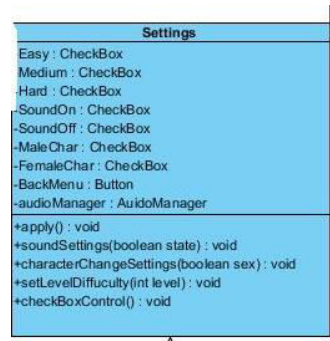 Settings
Easy : CheckBox
Medium : CheckBox
-Hard : CheckBox
-SoundOn : CheckBox
-SoundOff : CheckBox
-MaleChar : CheckBox
-FemaleChar : CheckBox
-BackMenu : Button
-audioManager : AuidoManager
+apply() : void
+soundSettings(boolean state) : void
+characterChangeSettings(boolean sex) : void
+setLevelDiffuculty(int level) : void
+checkBoxControl() : void